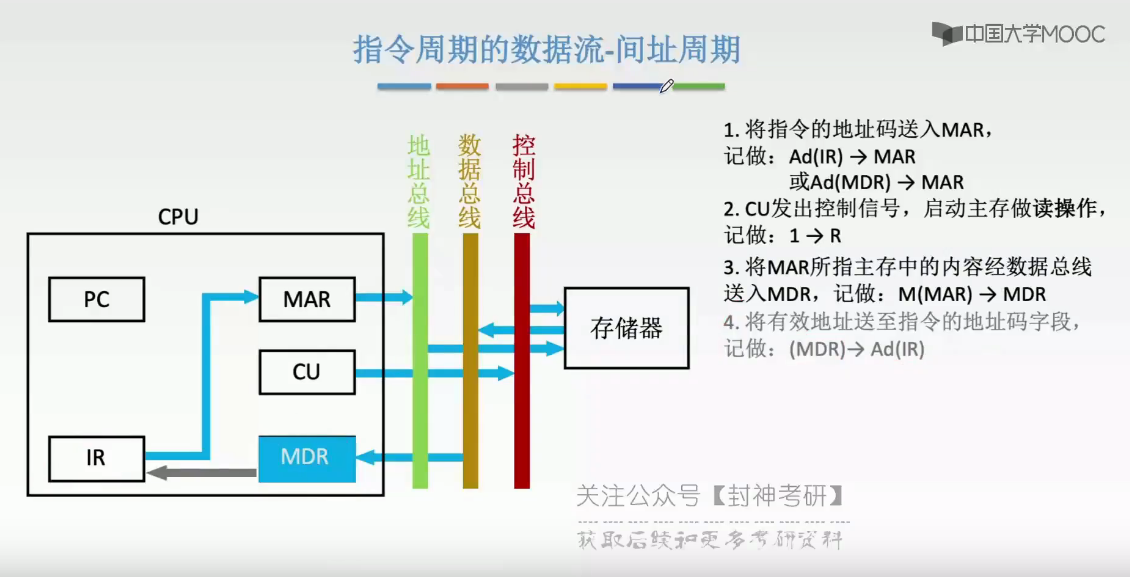 中国大学MOOC
指令周期的数据流-间址周期
地址总线
数据总线
控制总线
CPU
PC
MAR
CU
IR
MDR
存储器
1. 将指令的地址码送入MAR，
记做：Ad(IR) → MAR
或Ad(MDR) → MAR
2. CU发出控制信号，启动主存做读操作，
记做：1 → R
3. 将MAR所指主存中的内容经数据总线
送入MDR，记做：M(MAR) → MDR
4. 将有效地址送至指令的地址码字段，
记做：(MDR)→ Ad(IR)
关注公众号【封神考研】
获取后续和更多考研资料